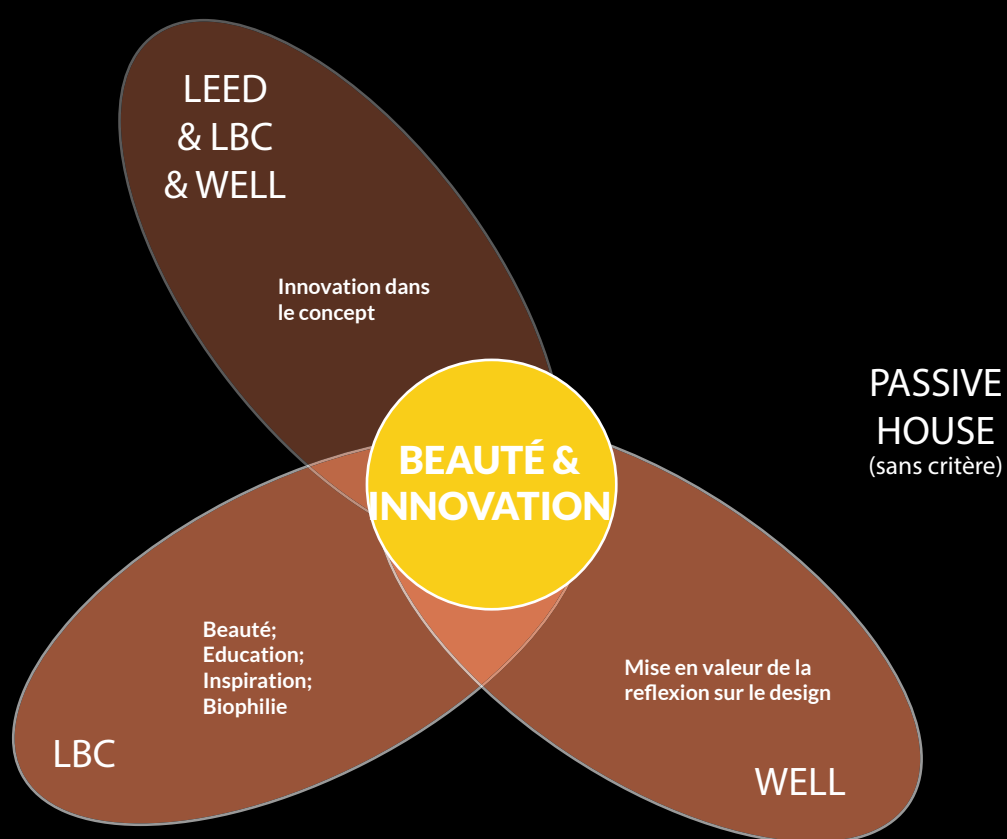 LEED
& LBC
& WELL
Innovation dans
le concept
PASSIVE
HOUSE
(sans critère)
BEAUTÉ &
INNOVATION
Beauté;
Education;
Inspiration;
Biophilie
LBC
Mise en valeur de la
reflexion sur le design
WELL